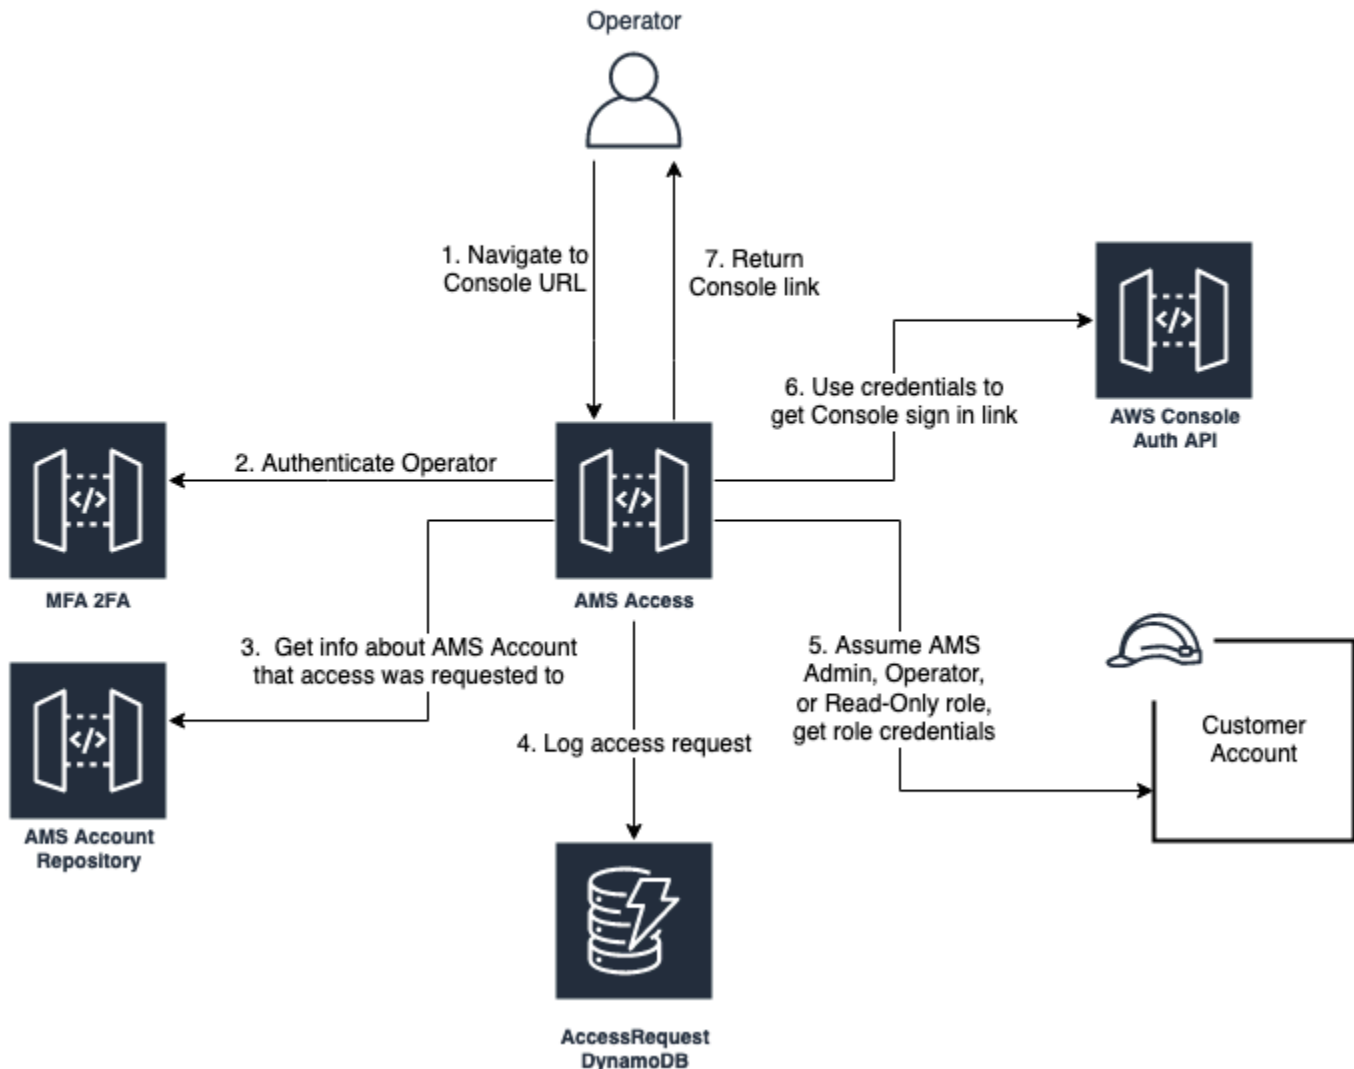 Operator
1. Navigate to
Console URL
7. Return
Console link
6. Use credentials to
get Console sign in link
</>
AWS Console
Auth API
2. Authenticate Operator
</>
MFA 2FA
</>
AMS Access
3. Get info about AMS Account
that access was requested to
</>
AMS Account
Repository
4. Log access request
5. Assume AMS
Admin, Operator,
or Read-Only role,
get role credentials
Customer
Account
AccessRequest
DynamoDB